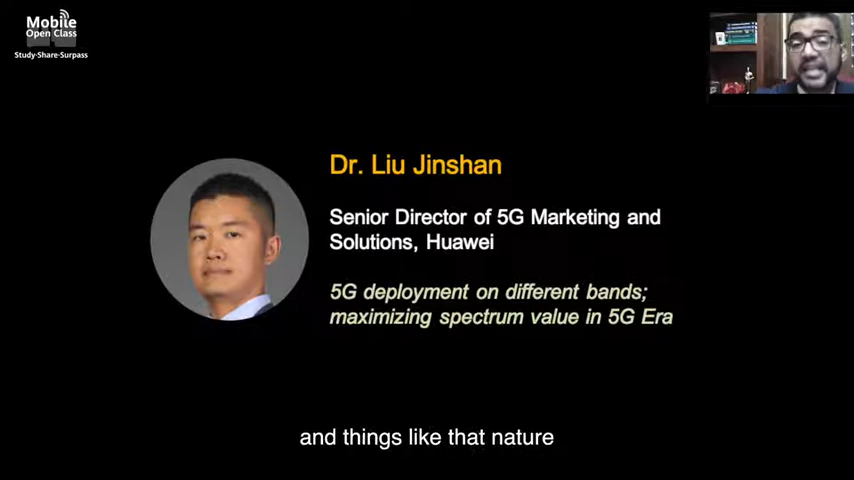 Mobile
Open Class
Study-Share-Surpass
Dr. Liu Jinshan
Senior Director of 5G Marketing and
Solutions, Huawei
5G deployment on different bands;
maximizing spectrum value in 5G Era
and things like that nature